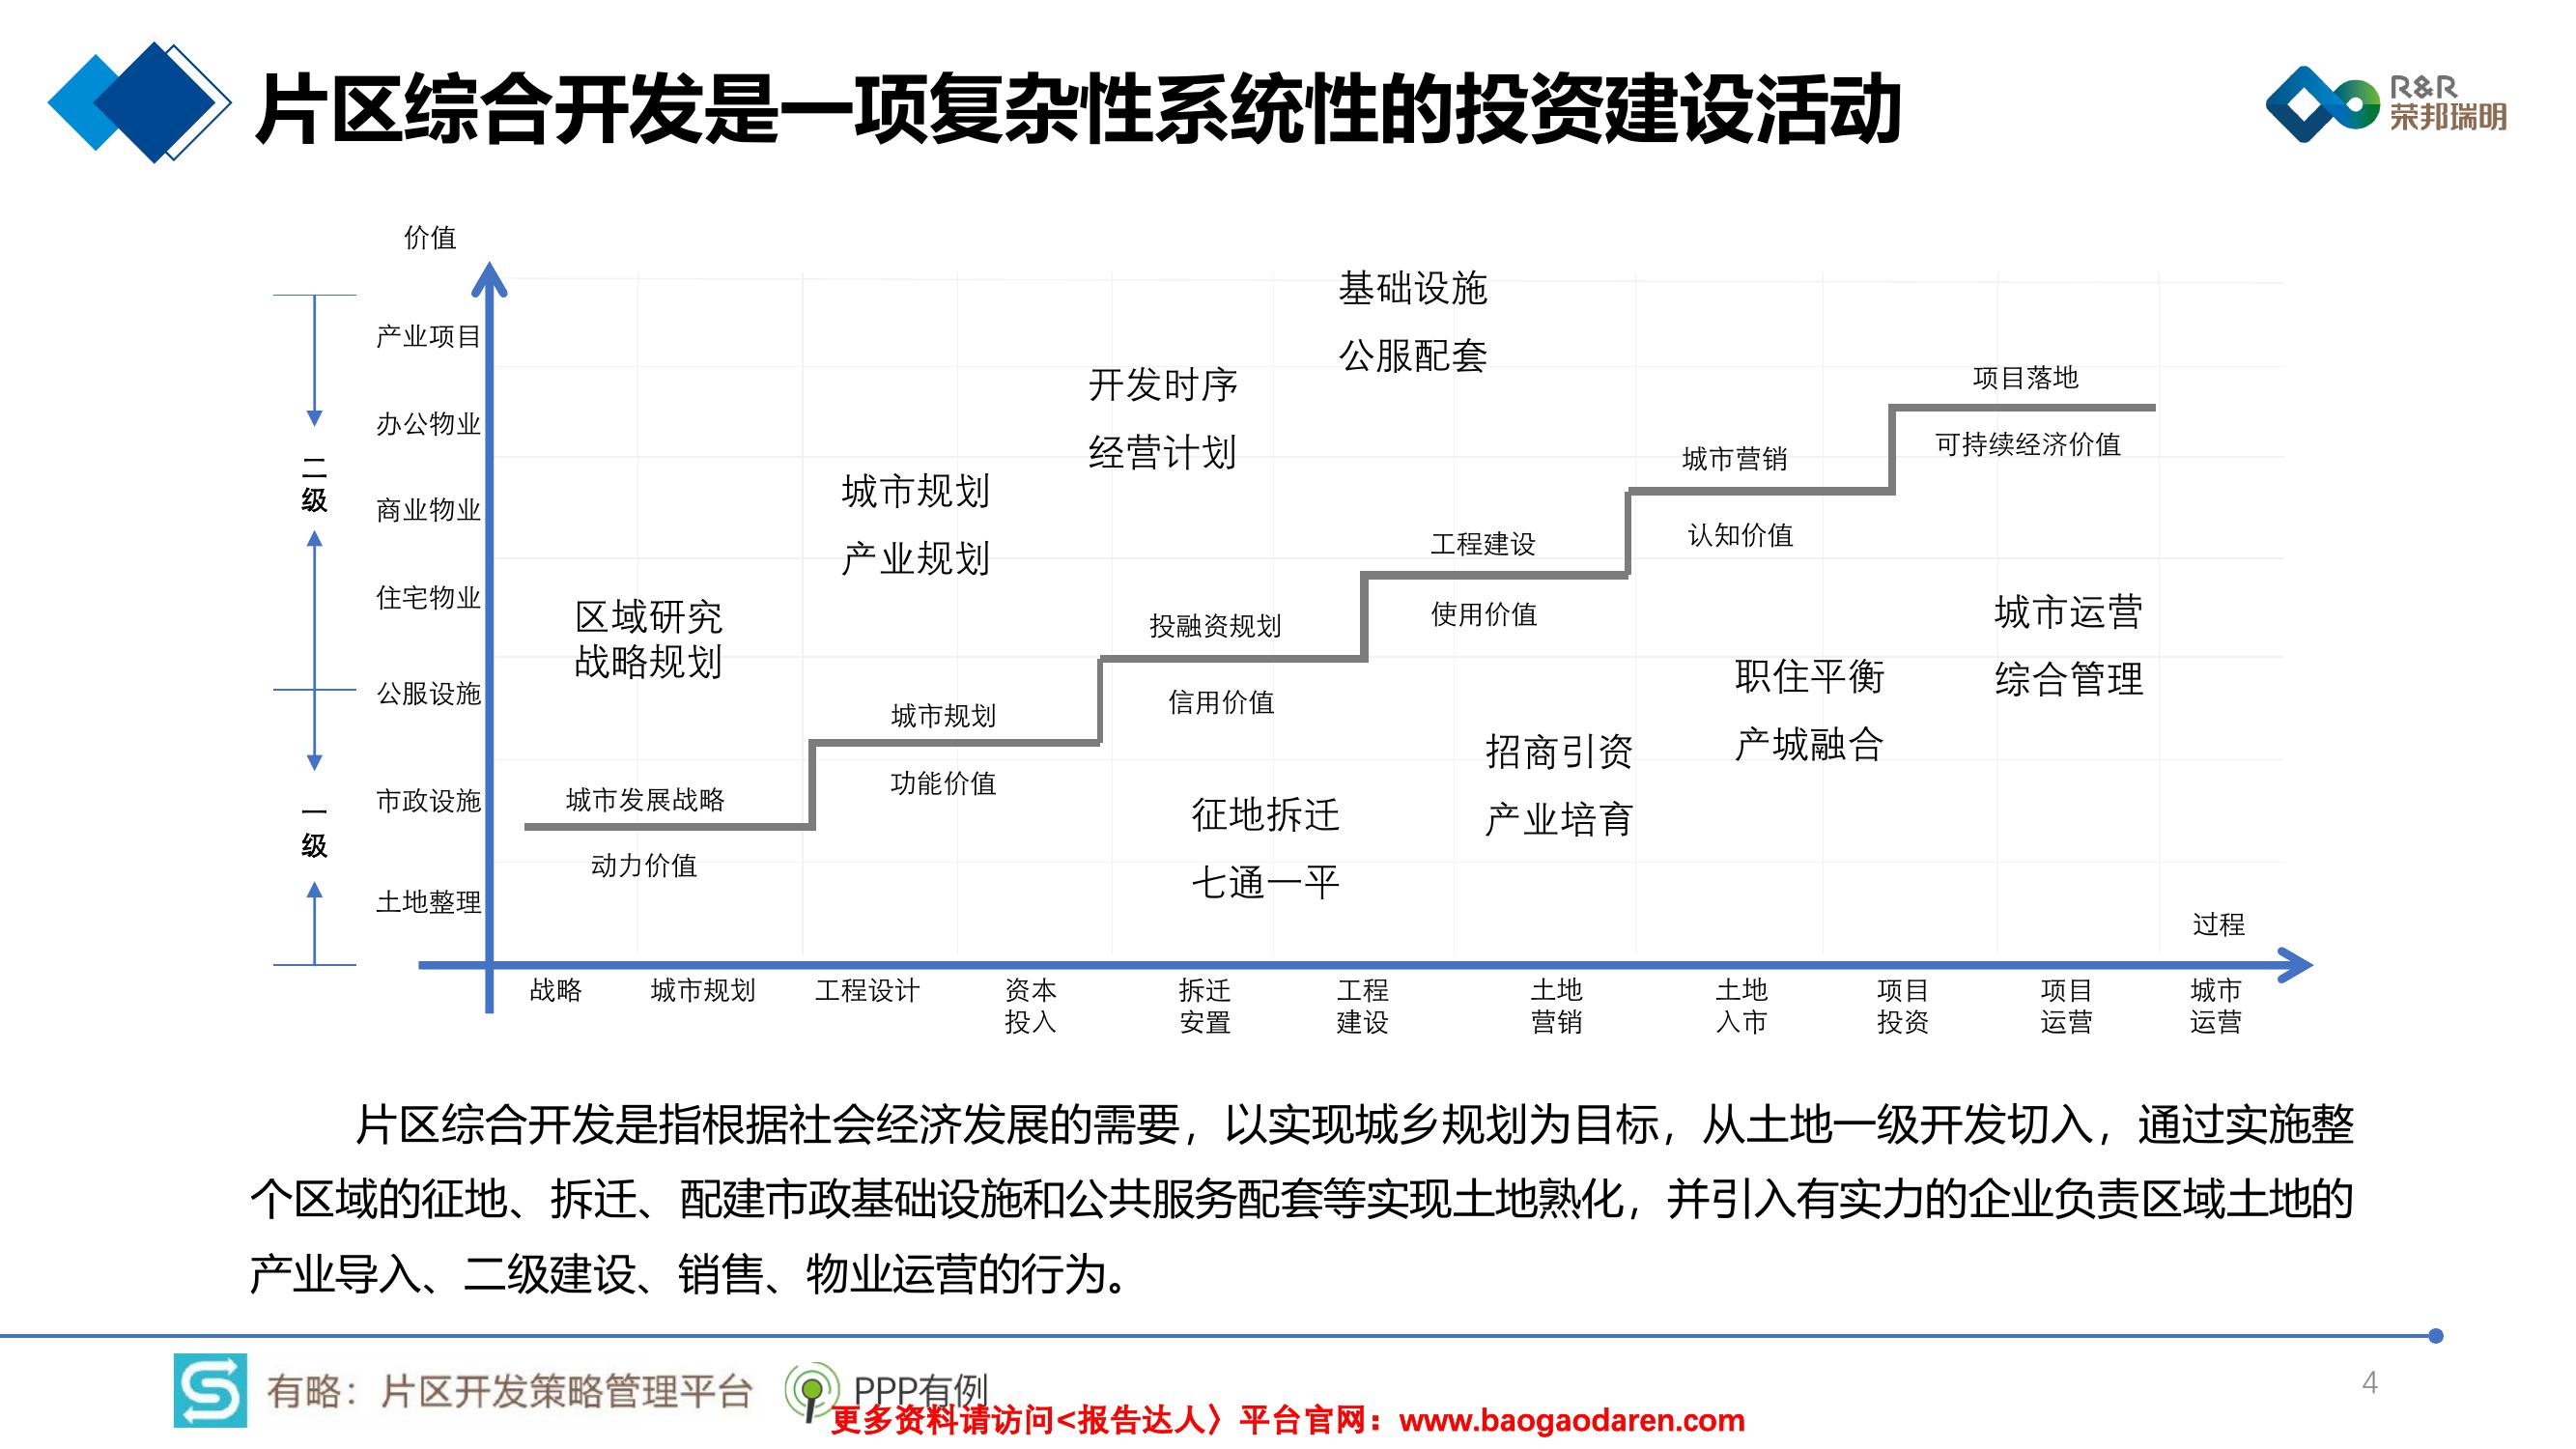 片区综合开发是一项复杂性系统性的投资建设活动
R&R
荣邦瑞明
价值
产业项目
办公物业
商业物业
住宅物业
公服设施
市政设施
土地整理
二
级
一
级
区域研究
战略规划
城市规划
产业规划
开发时序
经营计划
基础设施
公服配套
城市发展战略
动力价值
城市规划
功能价值
投融资规划
信用价值
工程建设
使用价值
城市营销
认知价值
项目落地
可持续经济价值
征地拆迁
七通一平
招商引资
产业培育
职住平衡
产城融合
城市运营
综合管理
过程
战略
城市规划
工程设计
资本
投入
拆迁
安置
工程
建设
土地
营销
土地
入市
项目
投资
项目
运营
城市
运营
片区综合开发是指根据社会经济发展的需要，以实现城乡规划为目标，从土地一级开发切入，通过实施整
个区域的征地、拆迁、配建市政基础设施和公共服务配套等实现土地熟化，并引入有实力的企业负责区域土地的
产业导入、二级建设、销售、物业运营的行为。
有略：片区开发策略管理平台
PPP有例
4
更多资料请访问<报告达人〉平台官网：www.baogaodaren.com